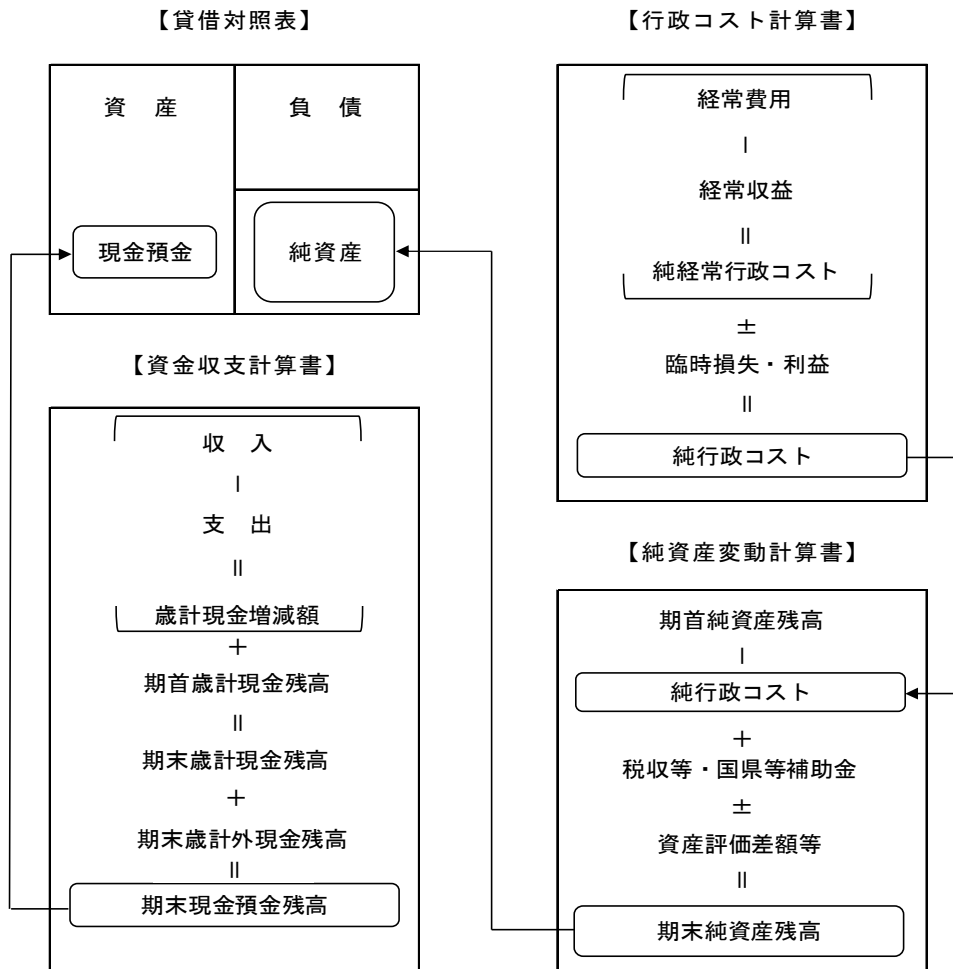 【貸借対照表】
資 産
負 債
現金預金
純資産
【資金収支計算書】
収 入
－
支 出
＝
歳計現金増減額
＋
期首歳計現金残高
＝
期末歳計現金残高
＋
期末歳計外現金残高
＝
期末現金預金残高
【行政コスト計算書】
経常費用
－
経常収益
＝
純経常行政コスト
±
臨時損失・利益
＝
純行政コスト
【純資産変動計算書】
期首純資産残高
－
純行政コスト
＋
税収等・国県等補助金
±
資産評価差額等
＝
期末純資産残高